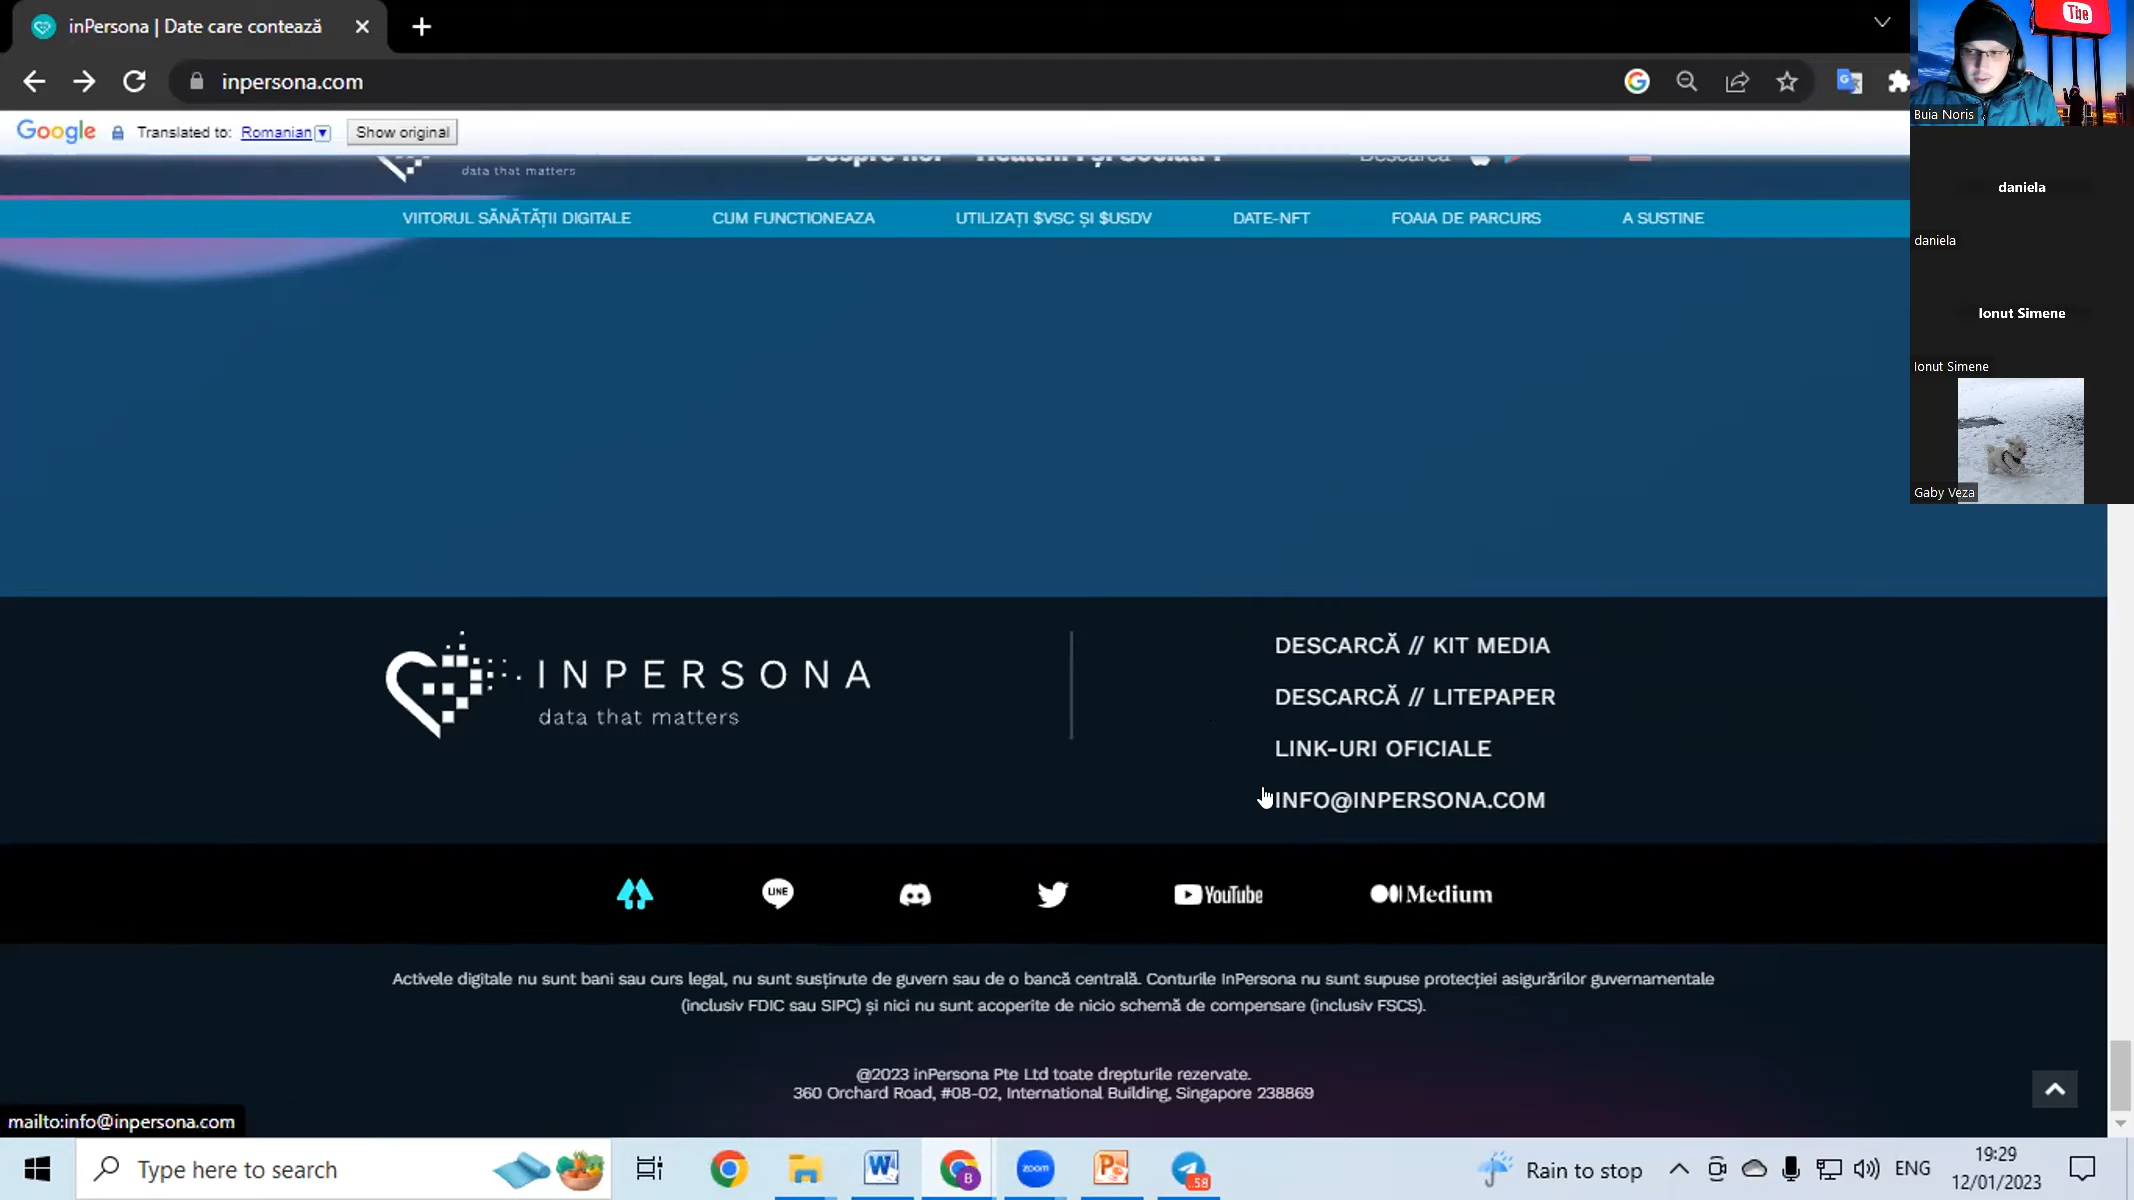 inPersona | Date care contează
inpersona.com
Google Translated to: Romanian Show original
Despre noi
data that matters
VIITORUL SĂNĂTĂȚII DIGITALE CUM FUNCTIONEAZA UTILIZAȚI $VSC ȘI $USDV DATE-NFT FOAIA DE PARCURS A SUSTINE
Tube
Buia Noris
daniela
daniela
Ionut Simene
Ionut Simene
Gaby Veza
INPERSONA
data that matters
DESCARCĂ // KIT MEDIA
DESCARCĂ // LITEPAPER
LINK-URI OFICIALE
INFO@INPERSONA.COM
LINE YouTube Medium
Activele digitale nu sunt bani sau curs legal, nu sunt susținute de guvern sau de o bancă centrală. Conturile InPersona nu sunt supuse protecției asigurărilor guvernamentale
(inclusiv FDIC sau SIPC) și nici nu sunt acoperite de nicio schemă de compensare (inclusiv FSCS).
@2023 inPersona Pte Ltd toate drepturile rezervate.
360 Orchard Road, #08-02, International Building, Singapore 238869
mailto:info@inpersona.com
Type here to search
zoom
58
Rain to stop
ENG
19:29
12/01/2023